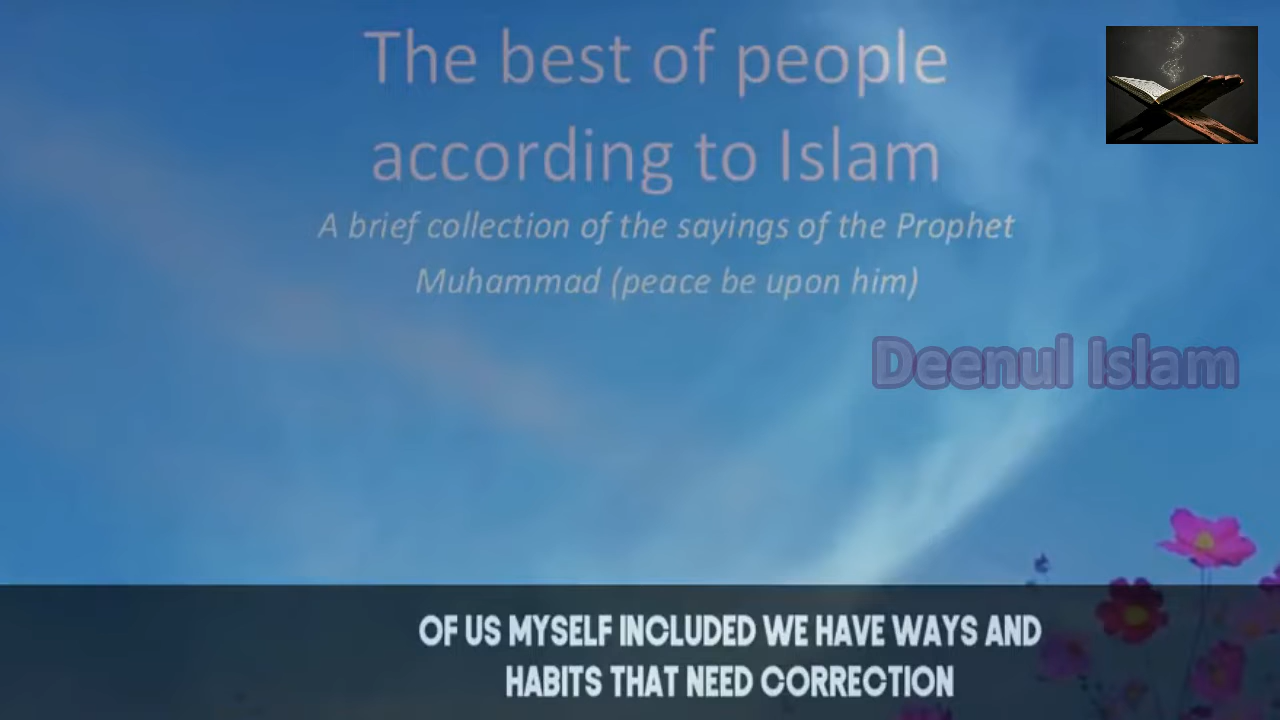 The best of people
according to Islam
A brief collection of the sayings of the Prophet
Muhammad (peace be upon him)
Deenul Islam
OF US MYSELF INCLUDED WE HAVE WAYS AND
HABITS THAT NEED CORRECTION